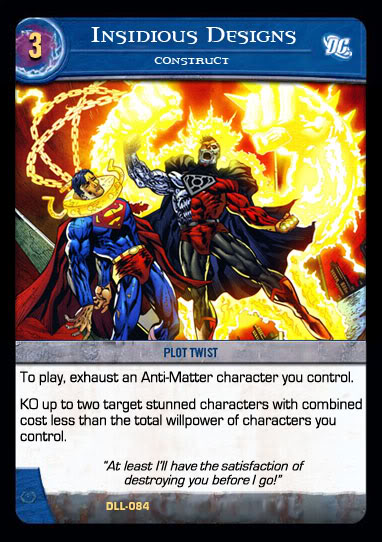 3
Insidious Designs
DC
Construct
PLOT TWIST
To play, exhaust an Anti-Matter character you control.
KO up to two target stunned characters with combined
cost less than the total willpower of characters you
control.
"At least I'll have the satisfaction of
destroying you before I go!"
DLL-084